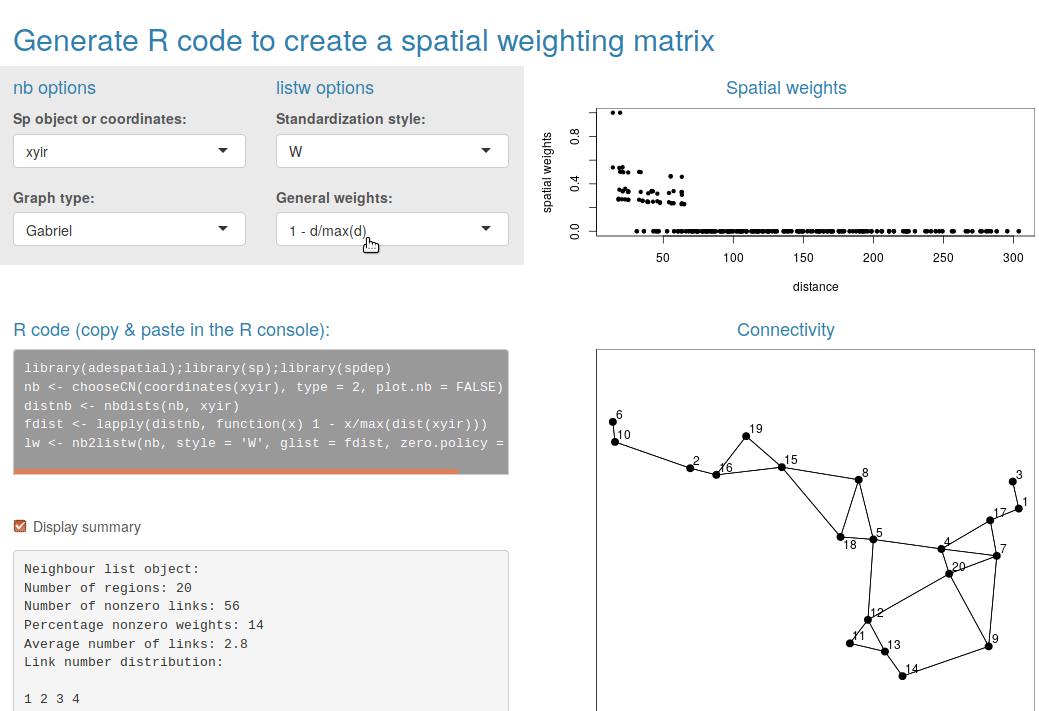 Generate R code to create a spatial weighting matrix
nb options
listw options
Sp object or coordinates:
Standardization style:
xyir
W
Graph type:
General weights:
Gabriel
1 - d/max(d)
Spatial weights
spatial weights
0.0
0.4
0.8
50 100 150 200 250 300
distance
R code (copy & paste in the R console):
library(adespatial);library(sp);library(spdep)
nb <- chooseCN(coordinates(xyir), type = 2, plot.nb = FALSE)
distnb <- nbdists(nb, xyir)
fdist <- lapply(distnb, function(x) 1 - x/max(dist(xyir)))
lw <- nb2listw(nb, style = 'W', glist = fdist, zero.policy =
Display summary
Neighbour list object:
Number of regions: 20
Number of nonzero links: 56
Percentage nonzero weights: 14
Average number of links: 2.8
Link number distribution:
1 2 3 4
Connectivity
6
19
10
2
16
15
8
3
1
17
18
5
4
7
20
12
11
13
9
14